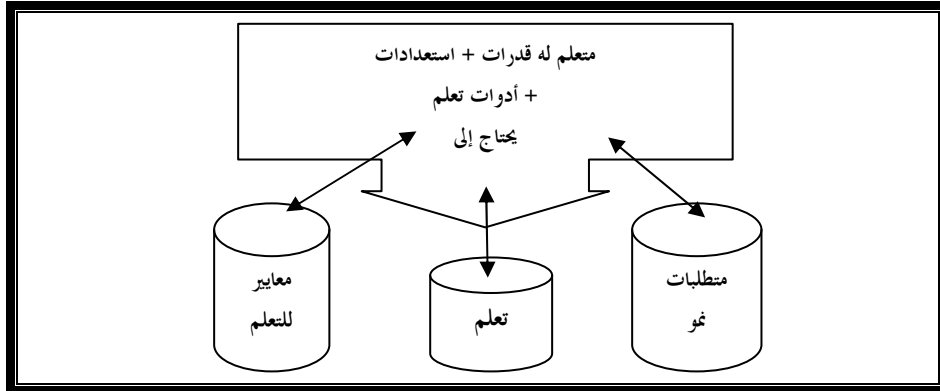 متعلم له قدرات + استعدادات
+ أدوات تعلم
يحتاج إلى
متطلبات
نمو
تعلم
معايير
للتعلم